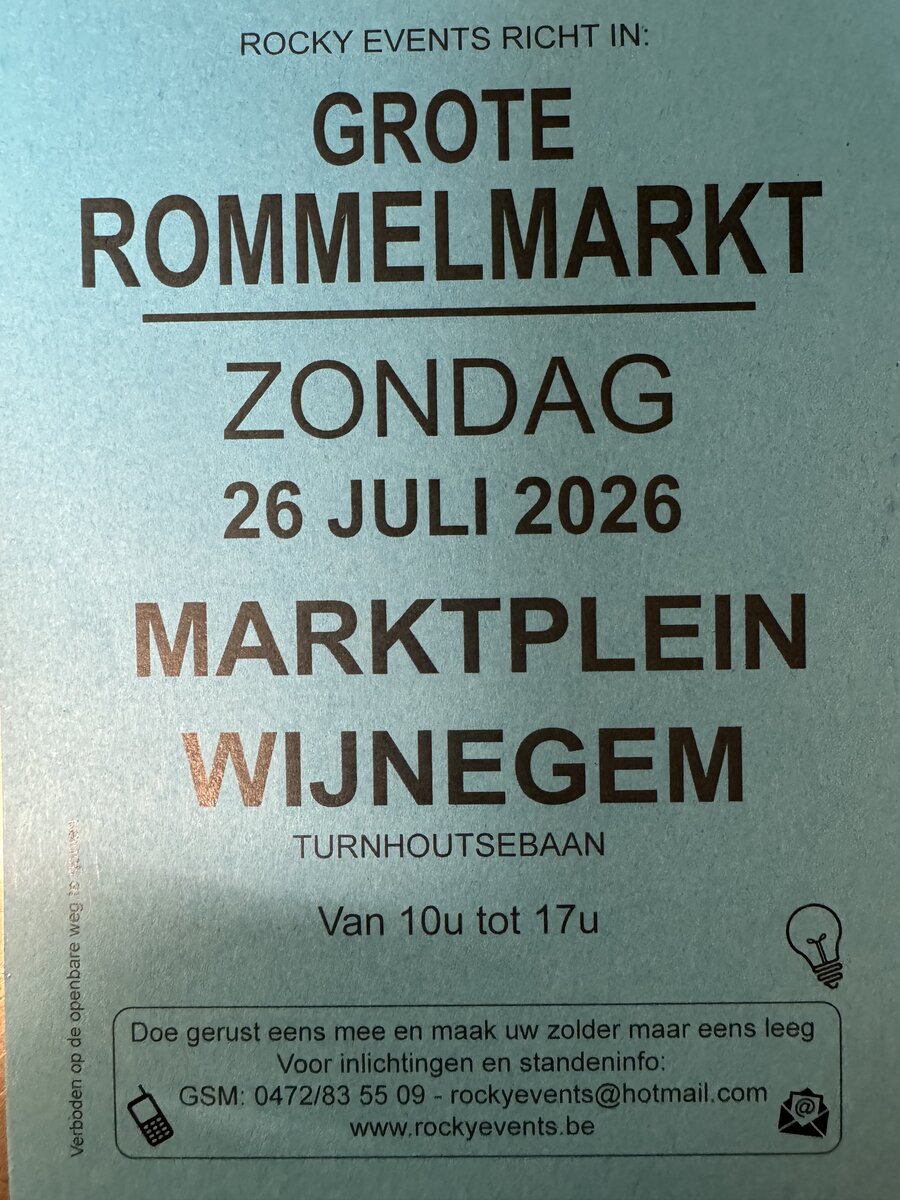 ROCKY EVENTS RICHT IN:
GROTE
ROMMELMARKT
ZONDAG
26 JULI 2026
MARKTPLEIN
WIJNEGEM
TURNHOUTSEBAAN
Van 10u tot 17u
Doe gerust eens mee en maak uw zolder maar eens leeg
Voor inlichtingen en standeninfo:
GSM: 0472/83 55 09 - rockyevents@hotmail.com
www.rockyevents.be
Verboden op de openbare weg te